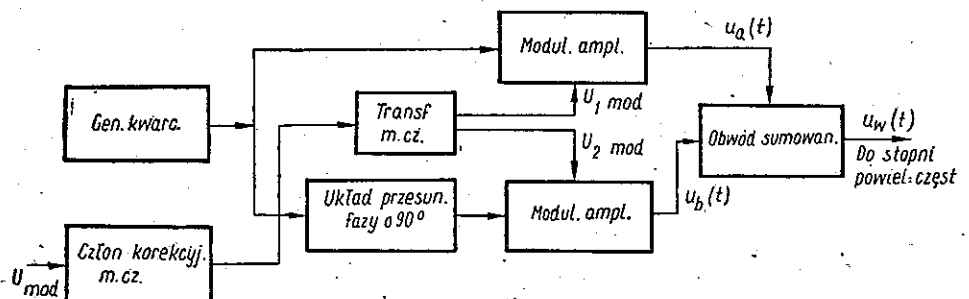 Modul. ampl.
u_a(t)
Gen. kwarc.
Transf
m.cz.
U_1 mod
U_2 mod
Obwód sumowan.
u_w(t)
Do stopni
powiel. częst
Układ przesun.
fazy o 90°
Modul. ampl.
u_b(t)
Człon korekcyj.
m.cz.
U_mod